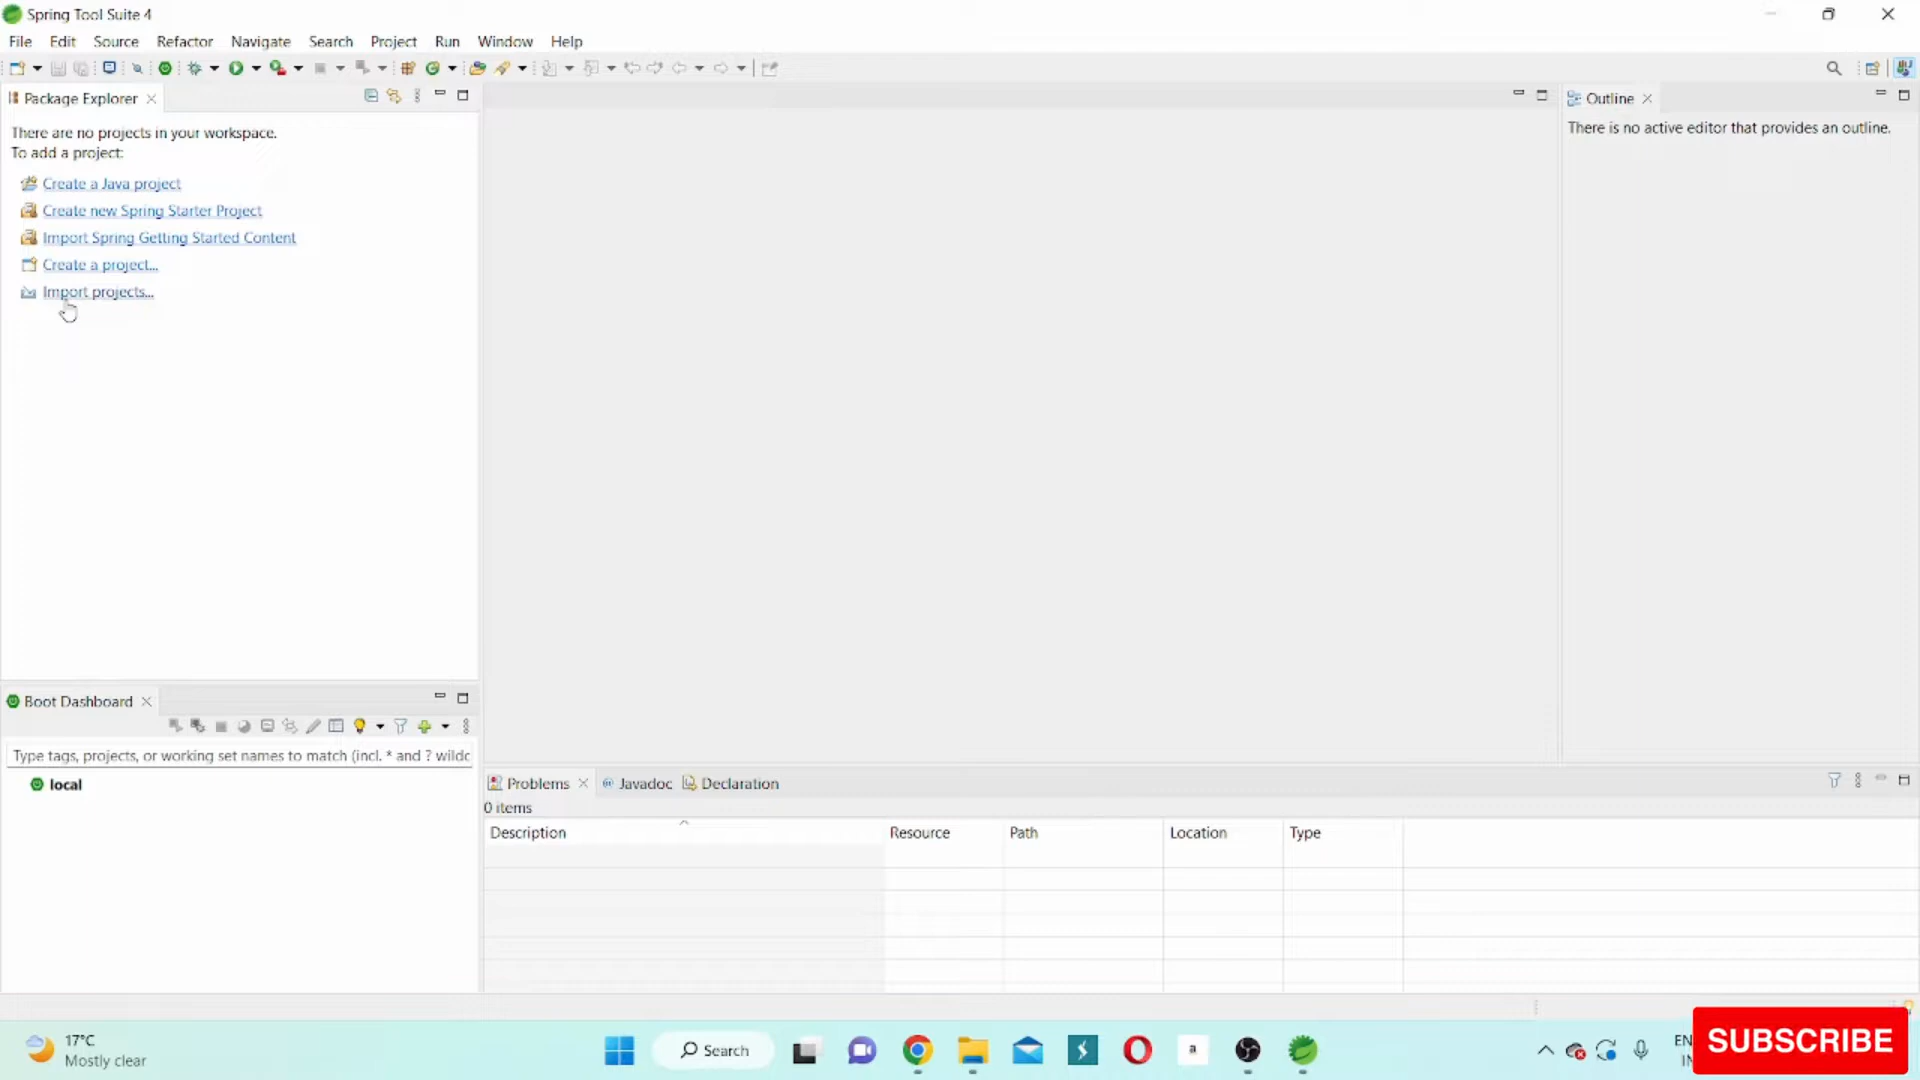 Spring Tool Suite 4
File Edit Source Refactor Navigate Search Project Run Window Help
Package Explorer
There are no projects in your workspace.
To add a project:
Create a Java project
Create new Spring Starter Project
Import Spring Getting Started Content
Create a project...
Import projects...
Outline
There is no active editor that provides an outline.
Boot Dashboard
Type tags, projects, or working set names to match (incl. * and ? wildc
local
Problems Javadoc Declaration
0 items
Description Resource Path Location Type
17°C
Mostly clear
Search
a
EN
IN
SUBSCRIBE